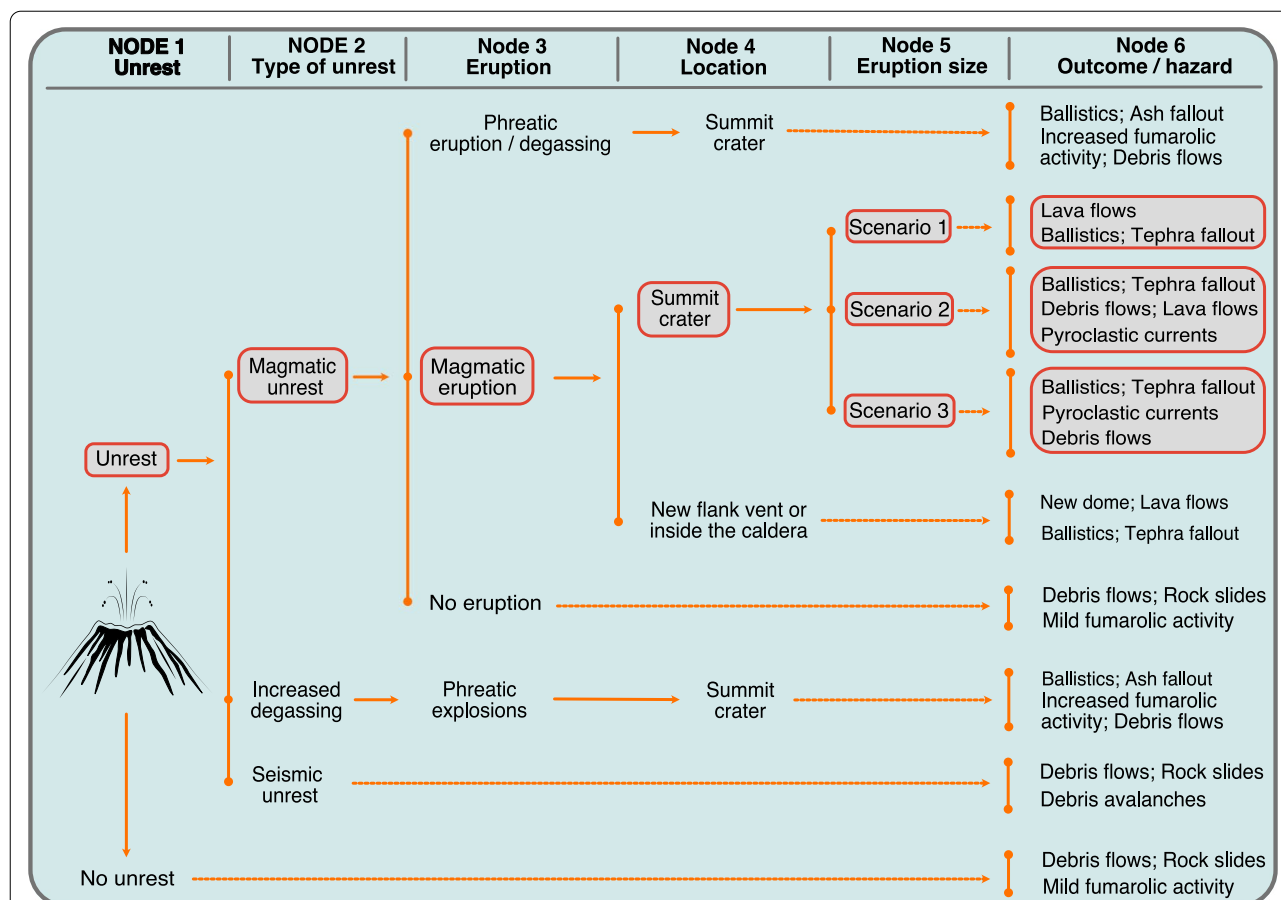 NODE 1
Unrest
NODE 2
Type of unrest
Node 3
Eruption
Node 4
Location
Node 5
Eruption size
Node 6
Outcome / hazard
Phreatic
eruption / degassing
Summit
crater
Ballistics; Ash fallout
Increased fumarolic
activity; Debris flows
Scenario 1
Lava flows
Ballistics; Tephra fallout
Summit
crater
Scenario 2
Ballistics; Tephra fallout
Debris flows; Lava flows
Pyroclastic currents
Magmatic
unrest
Magmatic
eruption
Scenario 3
Ballistics; Tephra fallout
Pyroclastic currents
Debris flows
Unrest
New flank vent or
inside the caldera
New dome; Lava flows
Ballistics; Tephra fallout
No eruption
Debris flows; Rock slides
Mild fumarolic activity
Increased
degassing
Phreatic
explosions
Summit
crater
Ballistics; Ash fallout
Increased fumarolic
activity; Debris flows
Seismic
unrest
Debris flows; Rock slides
Debris avalanches
No unrest
Debris flows; Rock slides
Mild fumarolic activity